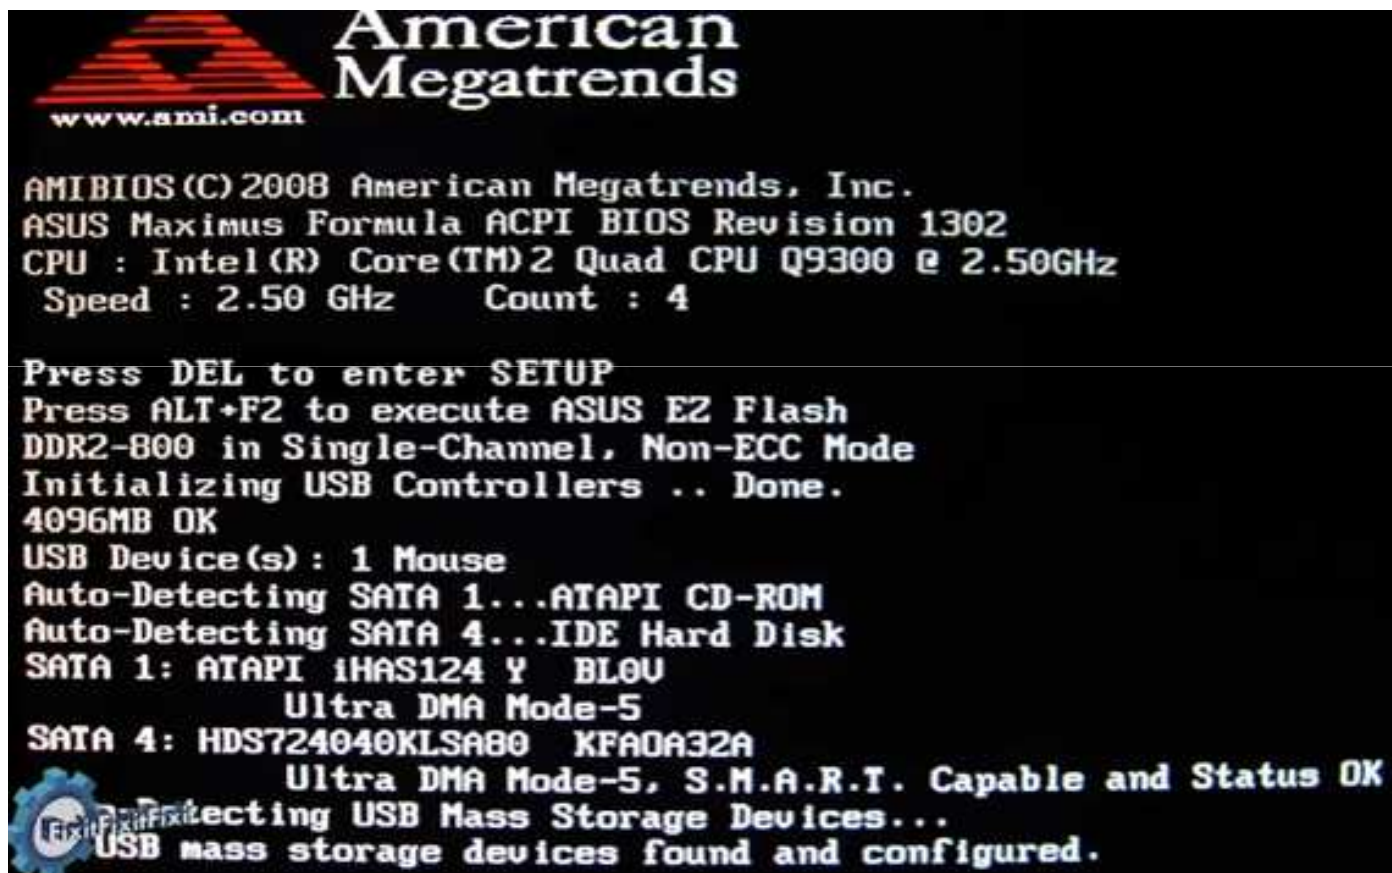 American
Megatrends
www.ami.com
AMIBIOS(C)2008 American Megatrends, Inc.
ASUS Maximus Formula ACPI BIOS Revision 1302
CPU : Intel(R) Core(TM)2 Quad CPU Q9300 @ 2.50GHz
Speed : 2.50 GHz Count : 4
Press DEL to enter SETUP
Press ALT+F2 to execute ASUS EZ Flash
DDR2-800 in Single-Channel, Non-ECC Mode
Initializing USB Controllers .. Done.
4096MB OK
USB Device(s): 1 Mouse
Auto-Detecting SATA 1...ATAPI CD-ROM
Auto-Detecting SATA 4...IDE Hard Disk
SATA 1: ATAPI iHAS124 Y BL0V
Ultra DMA Mode-5
SATA 4: HDS724040KLSA80 KFAOA32A
Ultra DMA Mode-5, S.M.A.R.T. Capable and Status OK
USB Mass Storage Devices...
USB mass storage devices found and configured.